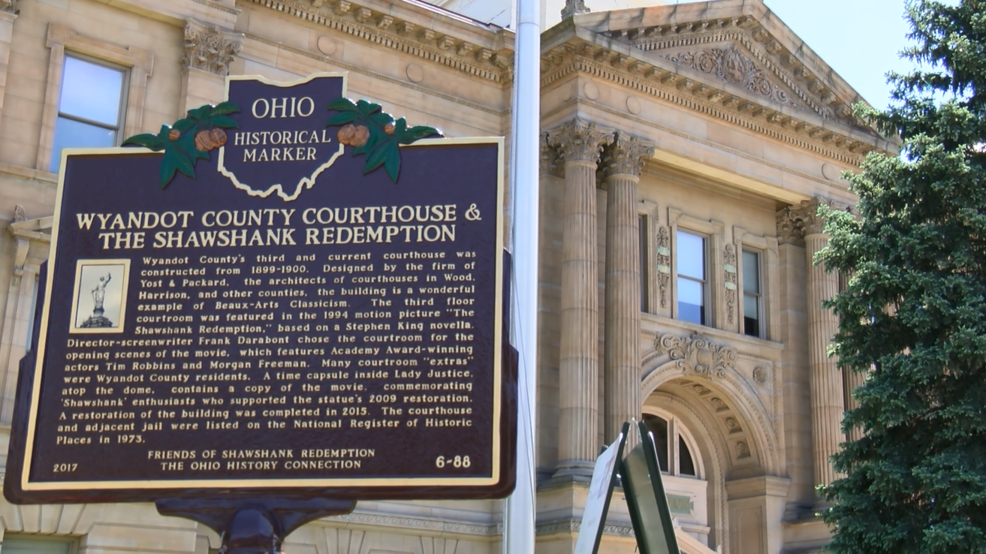 OHIO
HISTORICAL
MARKER
WYANDOT COUNTY COURTHOUSE &
THE SHAWSHANK REDEMPTION
Wyandot County's third and current courthouse was
constructed from 1899-1900. Designed by the firm of
Yost & Packard, the architects of courthouses in Wood,
Harrison, and other counties, the building is a wonderful
example of Beaux-Arts Classicism. The third floor
courtroom was featured in the 1994 motion picture "The
Shawshank Redemption," based on a Stephen King novella.
Director-screenwriter Frank Darabont chose the courtroom for the
opening scenes of the movie, which features Academy Award-winning
actors Tim Robbins and Morgan Freeman. Many courtroom "extras"
were Wyandot County residents. A time capsule inside Lady Justice,
atop the dome, contains a copy of the movie, commemorating
'Shawshank' enthusiasts who supported the statue's 2009 restoration.
A restoration of the building was completed in 2015. The courthouse
and adjacent jail were listed on the National Register of Historic
Places in 1973.
FRIENDS OF SHAWSHANK REDEMPTION
THE OHIO HISTORY CONNECTION
2017
6-88